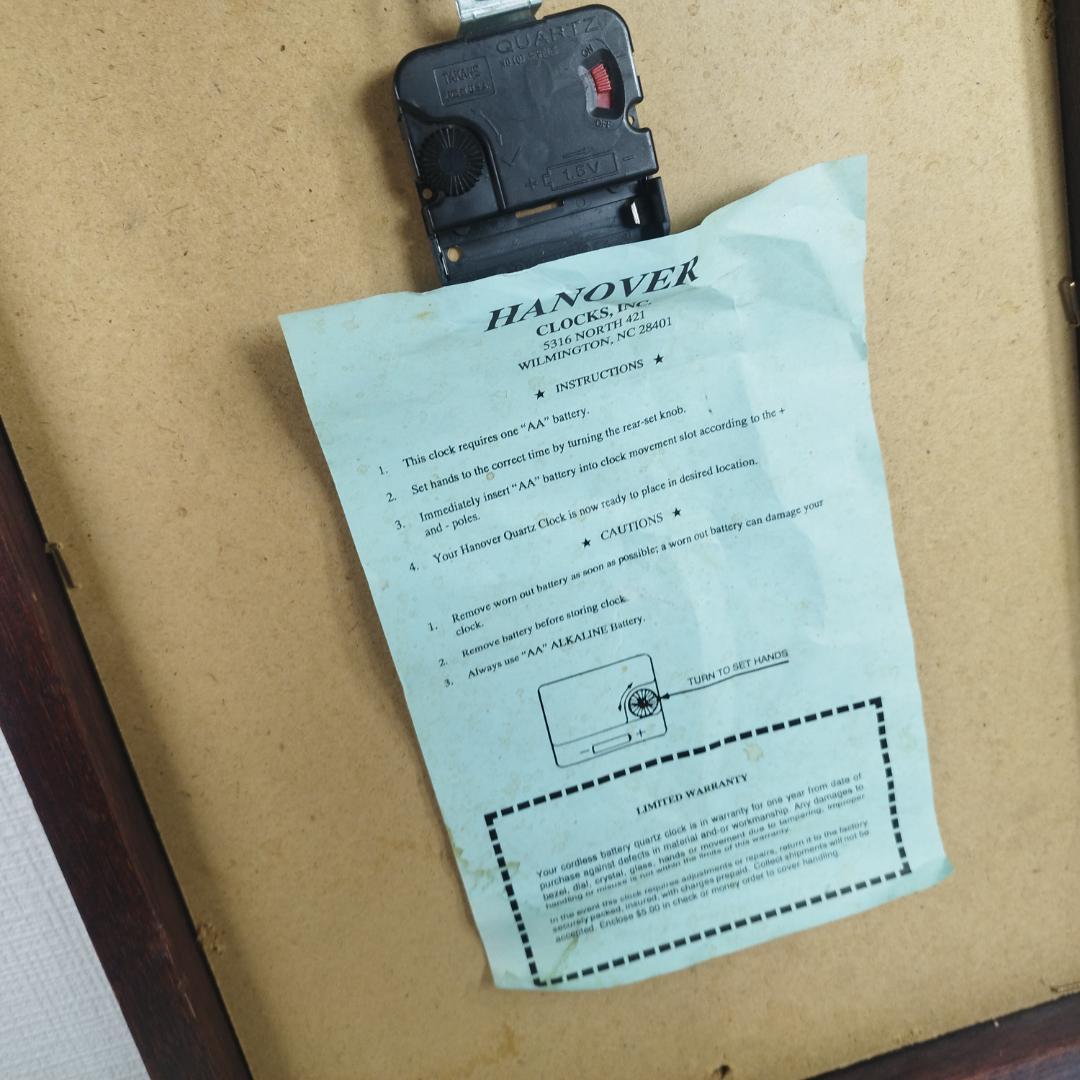 QUARTZ
ON
TAKANE
OFF
+ 1.5V -
HANOVER
CLOCKS, INC.
5316 NORTH 421
WILMINGTON, NC 28401
★ INSTRUCTIONS ★
1. This clock requires one “AA” battery.
2. Set hands to the correct time by turning the rear-set knob.
3. Immediately insert “AA” battery into clock movement slot according to the +
and - poles.
4. Your Hanover Quartz Clock is now ready to place in desired location.
★ CAUTIONS ★
1. Remove worn out battery as soon as possible; a worn out battery can damage your
clock.
2. Remove battery before storing clock.
3. Always use “AA” ALKALINE Battery.
TURN TO SET HANDS
- +
LIMITED WARRANTY
Your cordless battery quartz clock is in warranty for one year from date of
purchase against defects in material and-or workmanship. Any damages to
bezel, dial, crystal, glass, hands or movement due to tampering, improper
handling or misuse is not within the limits of this warranty.
In the event this clock requires adjustments or repairs, return it to the factory
securely packed, insured, with charges prepaid. Collect shipments will not be
accepted. Enclose $5.00 in check or money order to cover handling.